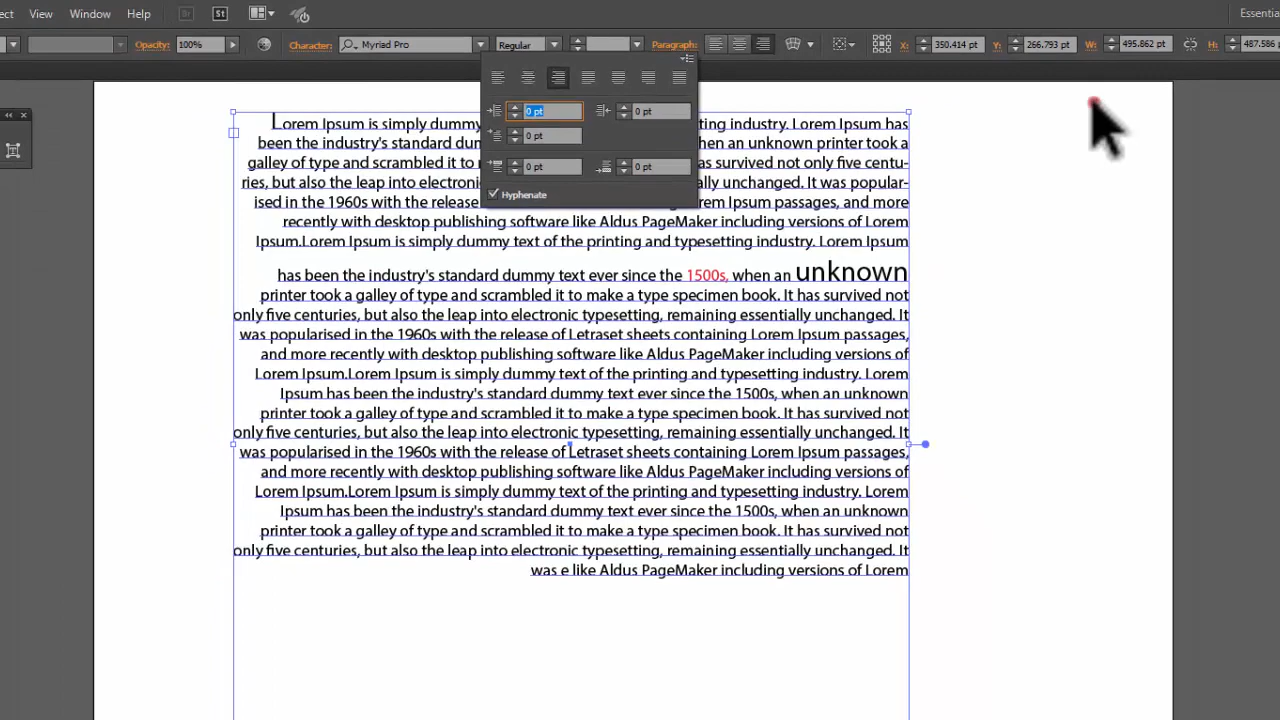 ect View Window Help Br St Essentia
Opacity: 100% Character: Myriad Pro Regular Paragraph: X: 350.414 pt Y: 266.793 pt W: 495.862 pt H: 487.586
0 pt 0 pt
0 pt
0 pt 0 pt
Hyphenate
Lorem Ipsum is simply dummy ting industry. Lorem Ipsum has
been the industry's standard du hen an unknown printer took a
galley of type and scrambled it to as survived not only five centu-
ries, but also the leap into electroni ally unchanged. It was popular-
ised in the 1960s with the release rem Ipsum passages, and more
recently with desktop publishing software like Aldus PageMaker including versions of Lorem
Ipsum.Lorem Ipsum is simply dummy text of the printing and typesetting industry. Lorem Ipsum
has been the industry's standard dummy text ever since the 1500s, when an unknown
printer took a galley of type and scrambled it to make a type specimen book. It has survived not
only five centuries, but also the leap into electronic typesetting, remaining essentially unchanged. It
was popularised in the 1960s with the release of Letraset sheets containing Lorem Ipsum passages,
and more recently with desktop publishing software like Aldus PageMaker including versions of
Lorem Ipsum.Lorem Ipsum is simply dummy text of the printing and typesetting industry. Lorem
Ipsum has been the industry's standard dummy text ever since the 1500s, when an unknown
printer took a galley of type and scrambled it to make a type specimen book. It has survived not
only five centuries, but also the leap into electronic typesetting, remaining essentially unchanged. It
was popularised in the 1960s with the release of Letraset sheets containing Lorem Ipsum passages,
and more recently with desktop publishing software like Aldus PageMaker including versions of
Lorem Ipsum.Lorem Ipsum is simply dummy text of the printing and typesetting industry. Lorem
Ipsum has been the industry's standard dummy text ever since the 1500s, when an unknown
printer took a galley of type and scrambled it to make a type specimen book. It has survived not
only five centuries, but also the leap into electronic typesetting, remaining essentially unchanged. It
was e like Aldus PageMaker including versions of Lorem